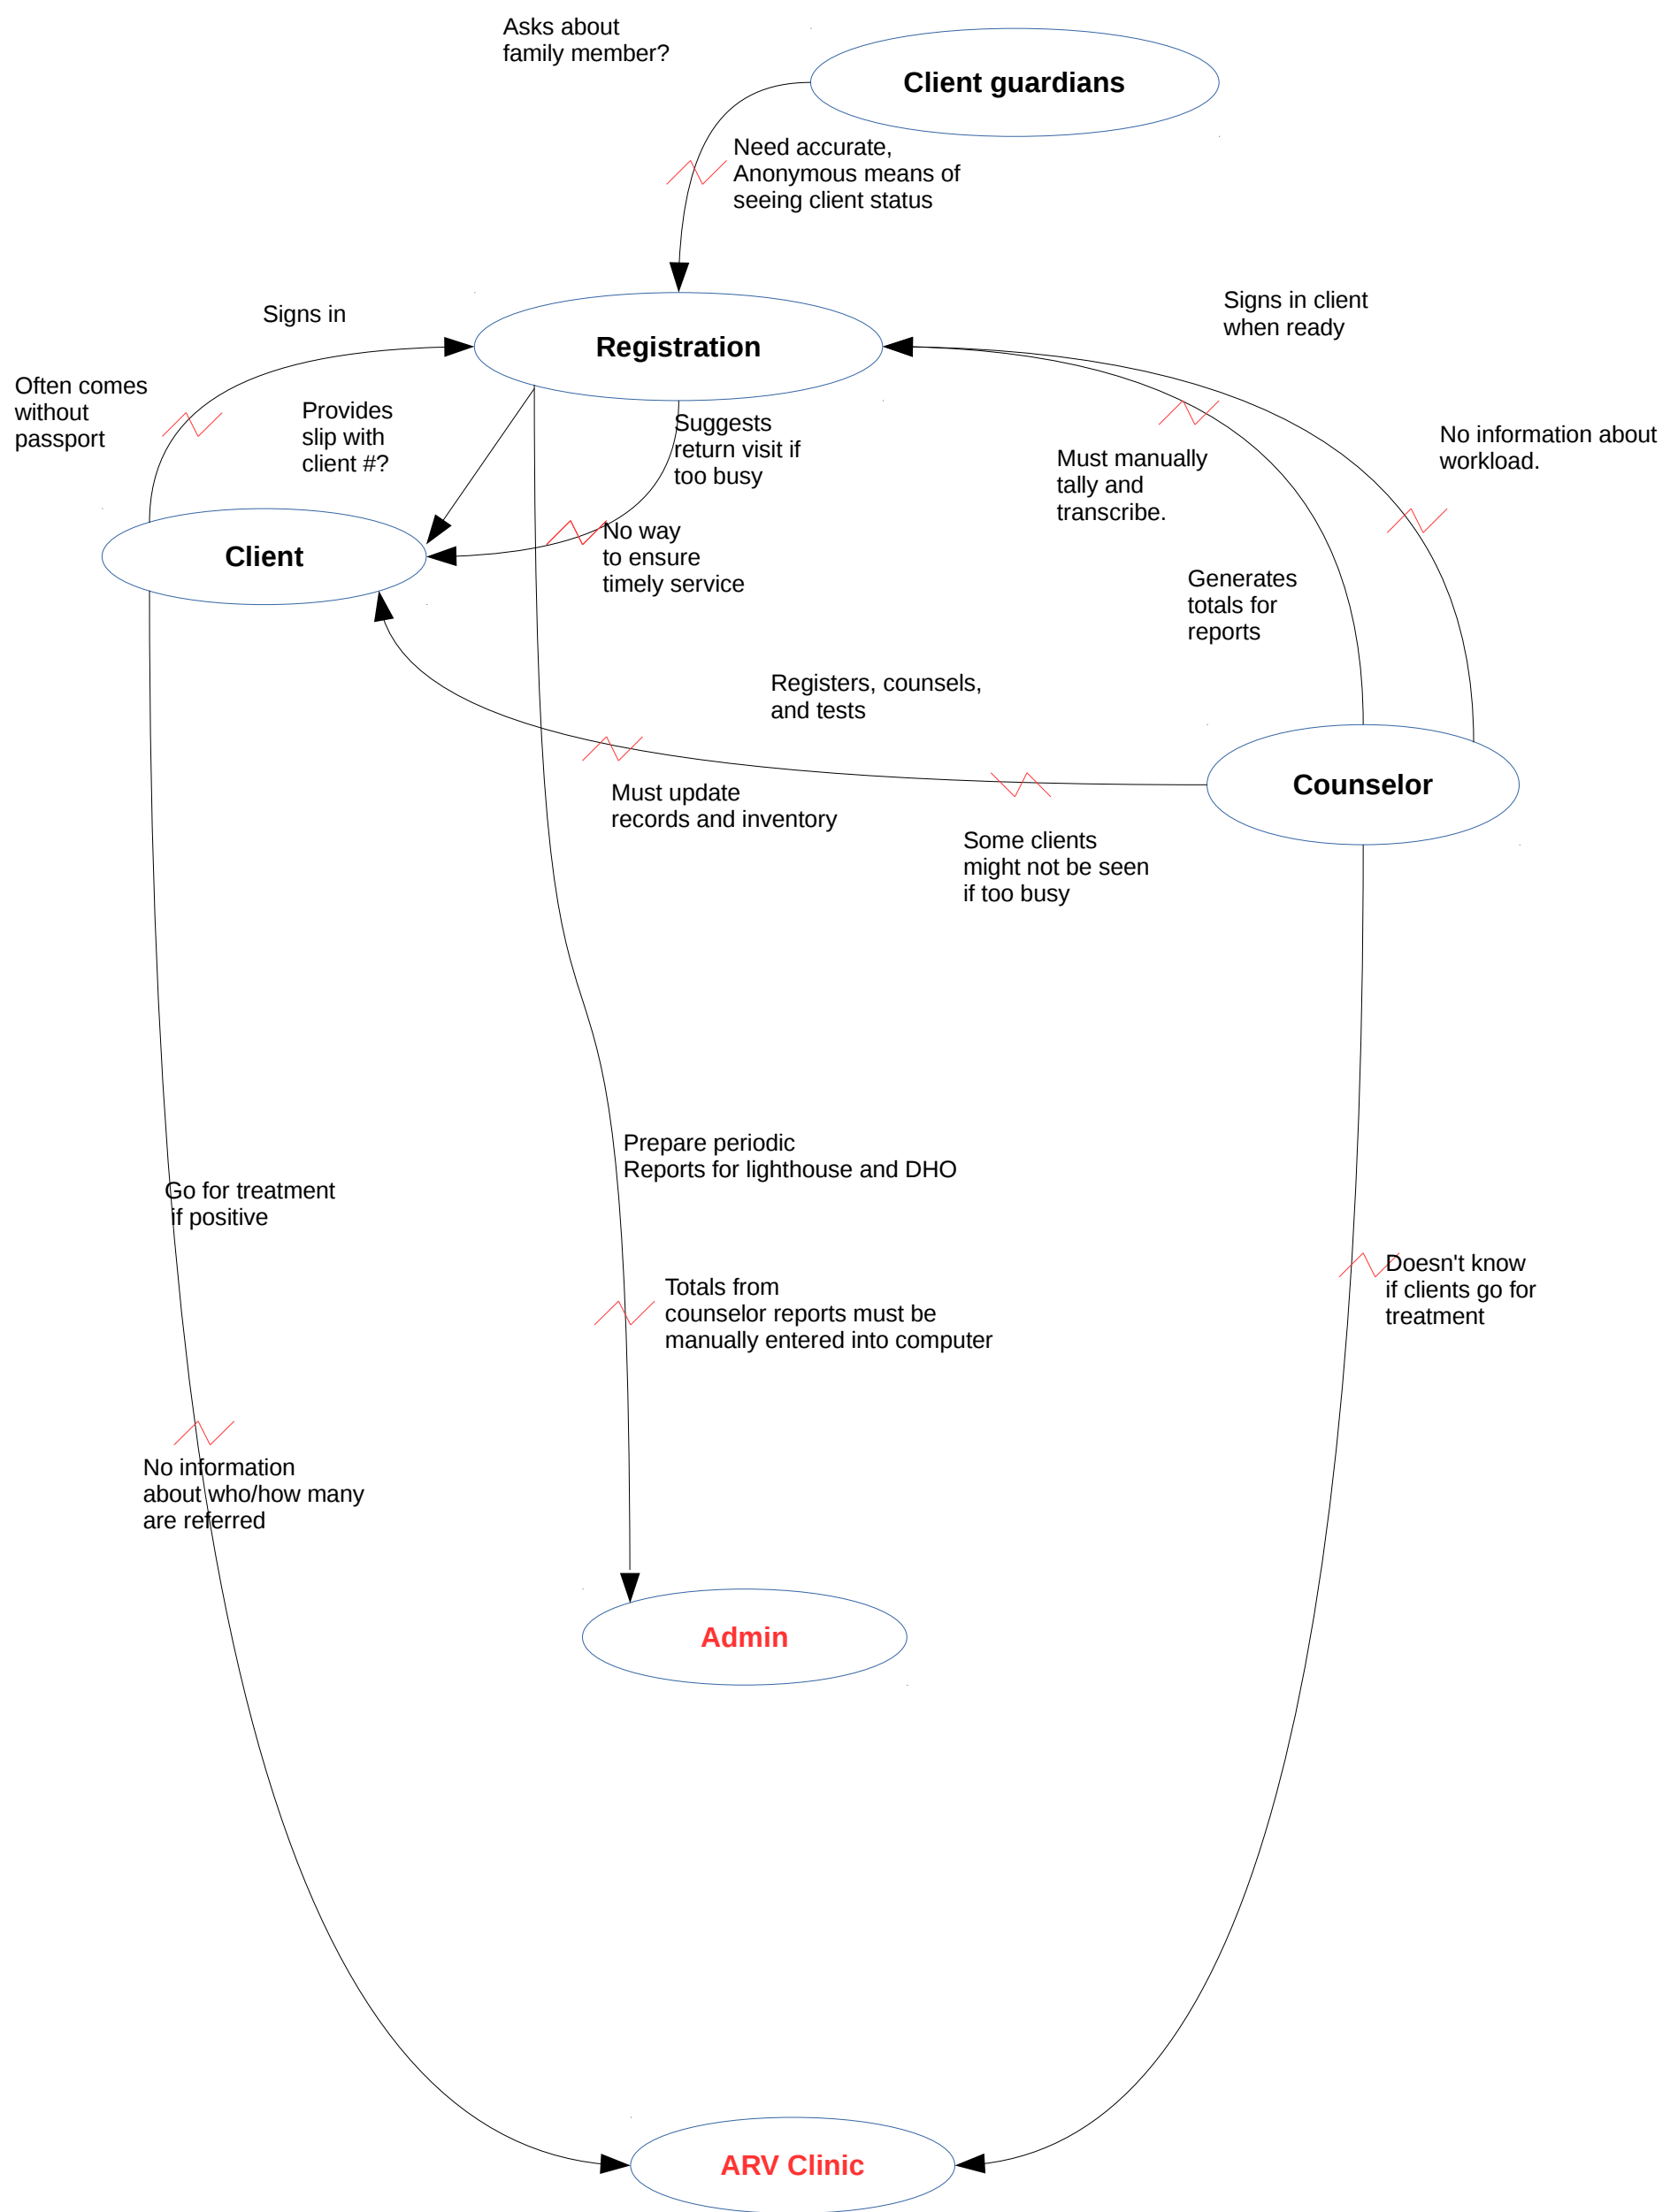 Asks about
family member?
Client guardians
Need accurate,
Anonymous means of
seeing client status
Signs in
Registration
Signs in client
when ready
Often comes
without
passport
Provides
slip with
client #?
Suggests
return visit if
too busy
Must manually
tally and
transcribe.
No information about
workload.
Client
No way
to ensure
timely service
Generates
totals for
reports
Registers, counsels,
and tests
Counselor
Must update
records and inventory
Some clients
might not be seen
if too busy
Prepare periodic
Reports for lighthouse and DHO
Go for treatment
if positive
Doesn't know
if clients go for
treatment
Totals from
counselor reports must be
manually entered into computer
No information
about who/how many
are referred
Admin
ARV Clinic